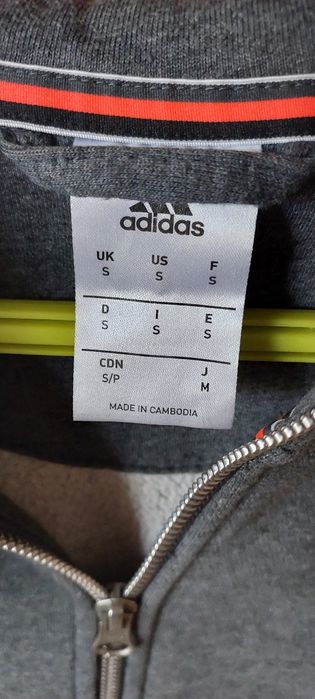 adidas
UK US F
S S S
D I E
S S S
CDN J
S/P M
MADE IN CAMBODIA